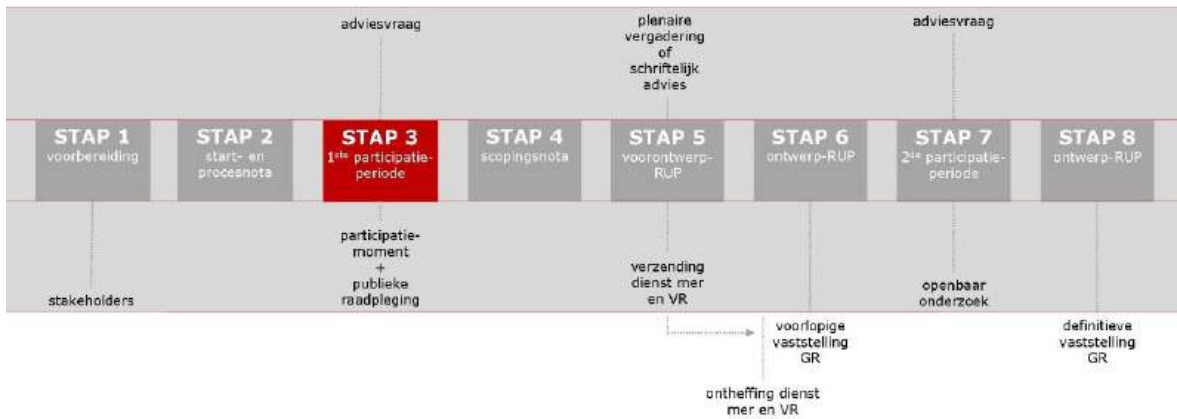 adviesvraag
plenaire
vergadering
of
schriftelijk
advies
adviesvraag
STAP 1
voorbereiding
STAP 2
start- en
procesnota
STAP 3
1ste participatie-
periode
STAP 4
scopingsnota
STAP 5
voorontwerp-
RUP
STAP 6
ontwerp-RUP
STAP 7
2de participatie-
periode
STAP 8
ontwerp-RUP
stakeholders
participatie-
moment
+
publieke
raadpleging
verzending
dienst mer
en VR
openbaar
onderzoek
voorlopige
vaststelling
GR
definitieve
vaststelling
GR
ontheffing dienst
mer en VR